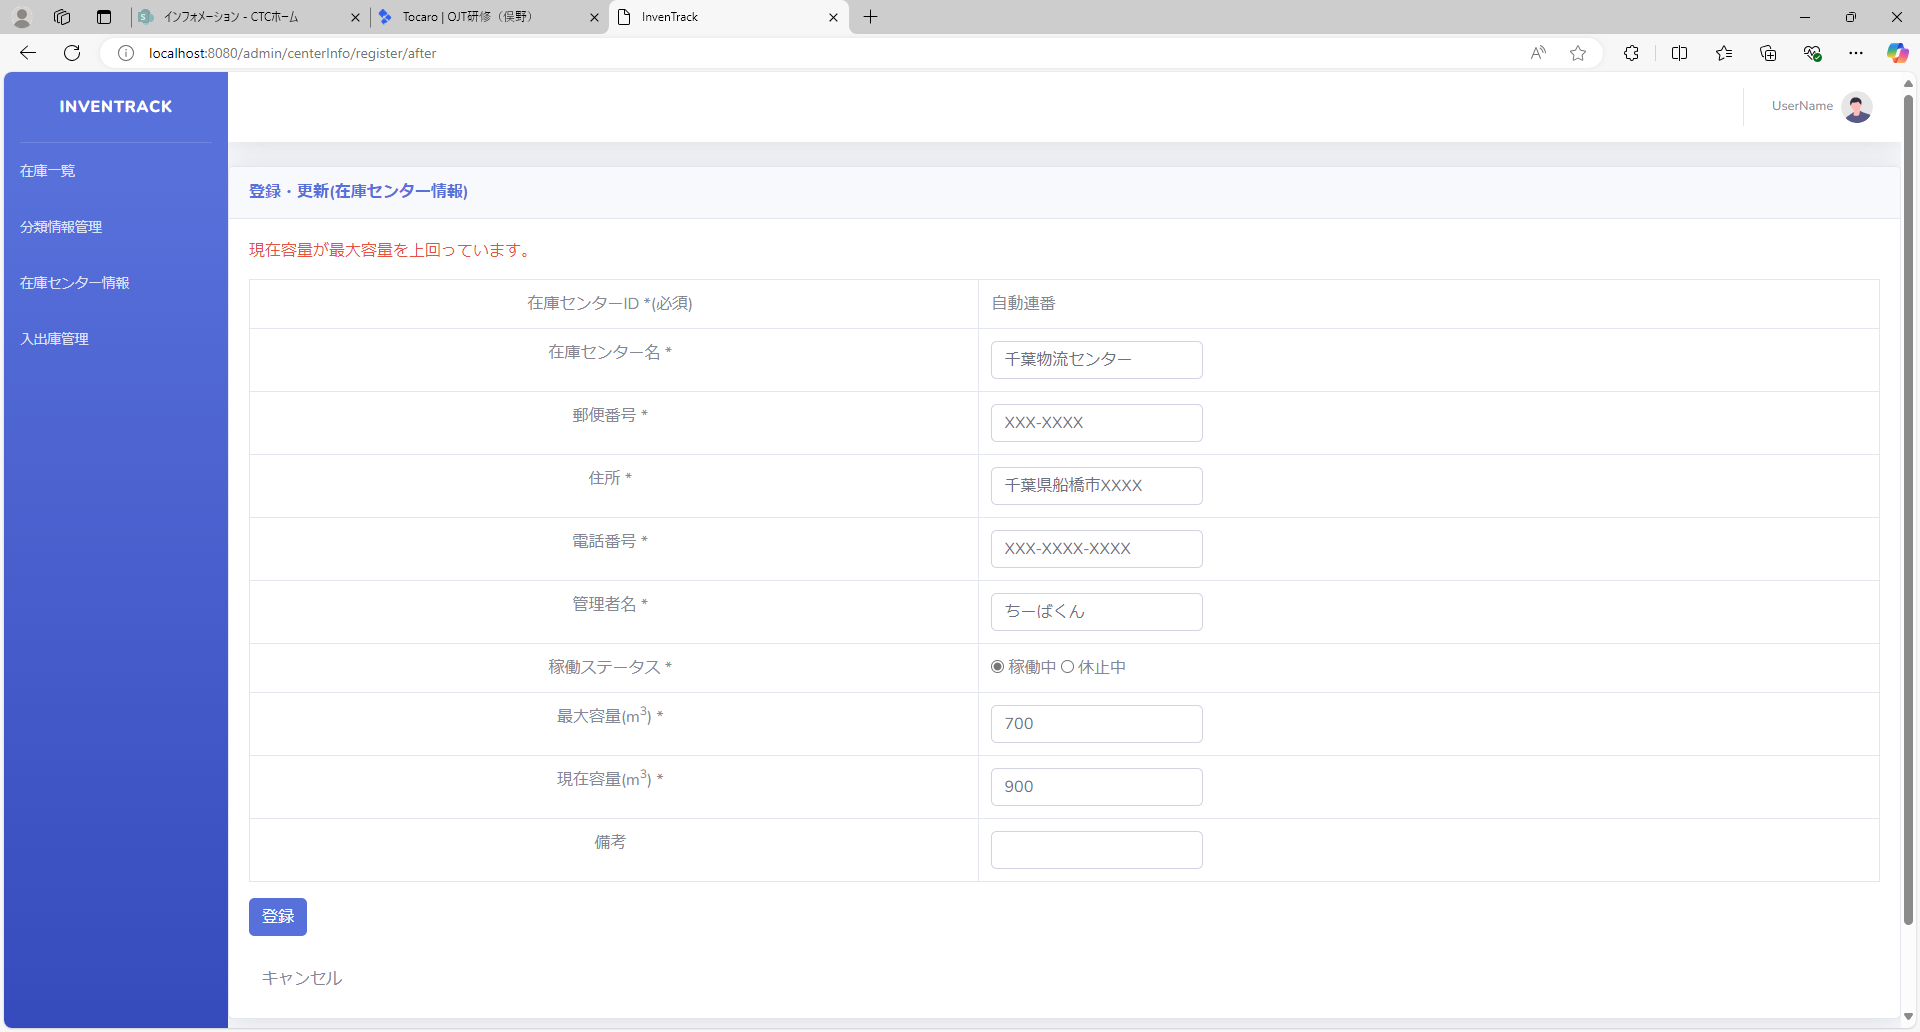 インフォメーション - CTCホーム
Tocaro | OJT研修（俣野）
InvenTrack
localhost:8080/admin/centerInfo/register/after
INVENTRACK
UserName
在庫一覧
分類情報管理
在庫センター情報
入出庫管理
登録・更新(在庫センター情報)
現在容量が最大容量を上回っています。
在庫センターID *(必須) 自動連番
在庫センター名 * 千葉物流センター
郵便番号 * XXX-XXXX
住所 * 千葉県船橋市XXXX
電話番号 * XXX-XXXX-XXXX
管理者名 * ちーばくん
稼働ステータス * 稼働中 休止中
最大容量(m3) * 700
現在容量(m3) * 900
備考
登録
キャンセル